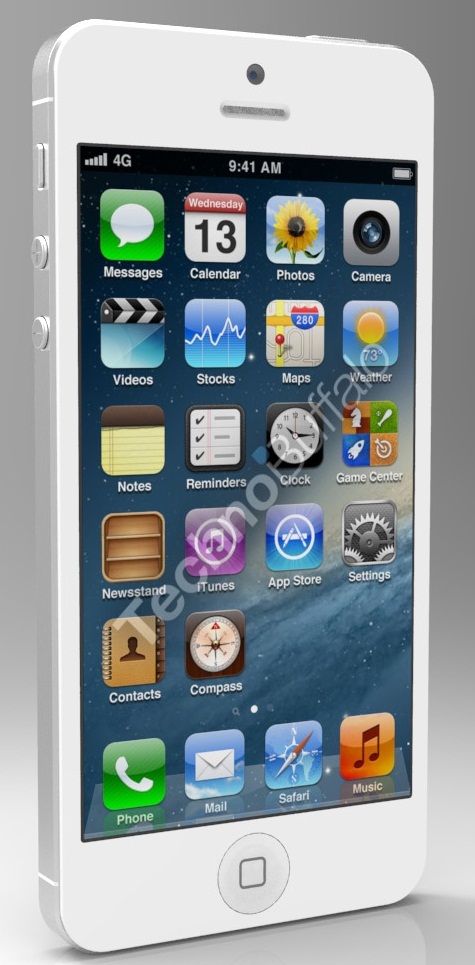 4G 9:41 AM
Wednesday
13
Messages Calendar Photos Camera
280
73°
Videos Stocks Maps Weather
Notes Reminders Clock Game Center
Newsstand iTunes App Store Settings
Contacts Compass
Phone Mail Safari Music
TechnoBuffalo